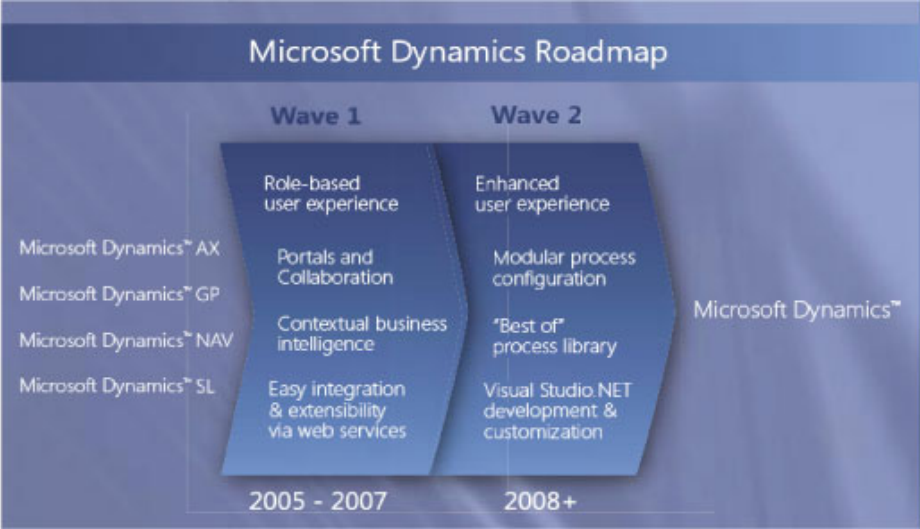 Microsoft Dynamics Roadmap
Wave 1
Wave 2
Microsoft Dynamics™ AX
Microsoft Dynamics™ GP
Microsoft Dynamics™ NAV
Microsoft Dynamics™ SL
Role-based
user experience
Portals and
Collaboration
Contextual business
intelligence
Easy integration
& extensibility
via web services
2005 - 2007
Enhanced
user experience
Modular process
configuration
"Best of"
process library
Visual Studio.NET
development &
customization
2008+
Microsoft Dynamics™